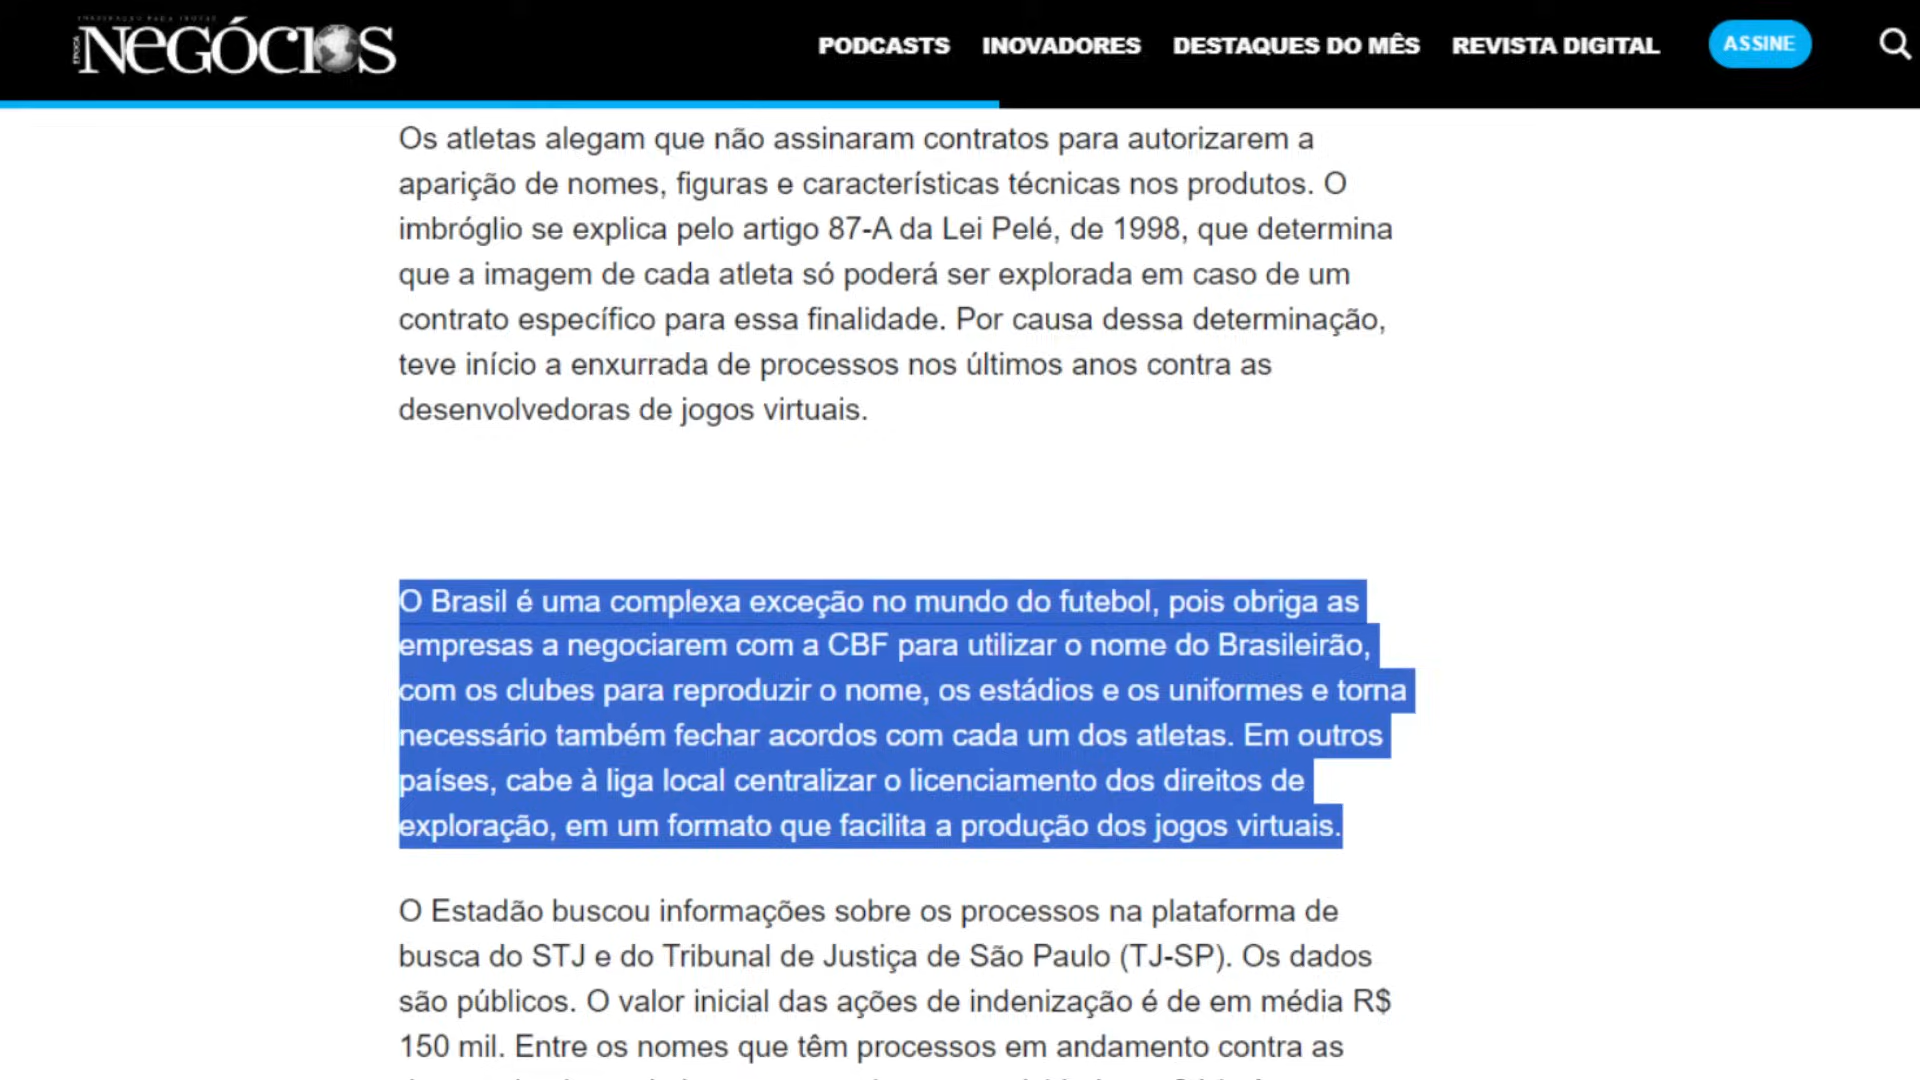 ÉPOCA
NEGÓCIOS
PODCASTS
INOVADORES
DESTAQUES DO MÊS
REVISTA DIGITAL
ASSINE
Os atletas alegam que não assinaram contratos para autorizarem a
aparição de nomes, figuras e características técnicas nos produtos. O
imbróglio se explica pelo artigo 87-A da Lei Pelé, de 1998, que determina
que a imagem de cada atleta só poderá ser explorada em caso de um
contrato específico para essa finalidade. Por causa dessa determinação,
teve início a enxurrada de processos nos últimos anos contra as
desenvolvedoras de jogos virtuais.
O Brasil é uma complexa exceção no mundo do futebol, pois obriga as
empresas a negociarem com a CBF para utilizar o nome do Brasileirão,
com os clubes para reproduzir o nome, os estádios e os uniformes e torna
necessário também fechar acordos com cada um dos atletas. Em outros
países, cabe à liga local centralizar o licenciamento dos direitos de
exploração, em um formato que facilita a produção dos jogos virtuais.
O Estadão buscou informações sobre os processos na plataforma de
busca do STJ e do Tribunal de Justiça de São Paulo (TJ-SP). Os dados
são públicos. O valor inicial das ações de indenização é de em média R$
150 mil. Entre os nomes que têm processos em andamento contra as